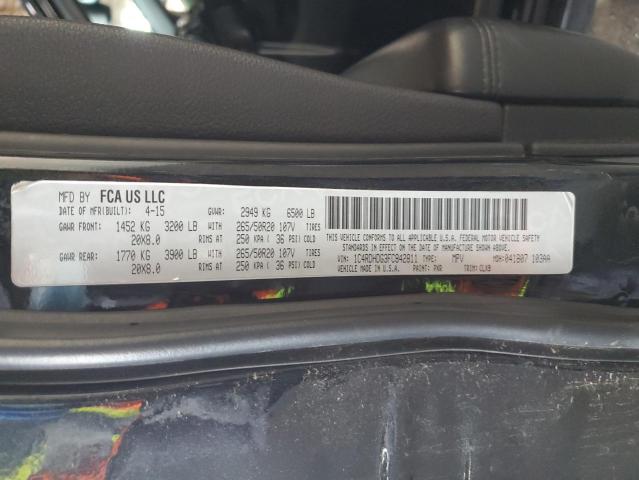 MFD BY FCA US LLC
DATE OF MFR(BUILT): 4-15 GVWR: 2949 KG 6500 LB
GAWR FRONT: 1452 KG 3200 LB WITH 265/50R20 107V TIRES
20X8.0 RIMS AT 250 KPA ( 36 PSI) COLD
GAWR REAR: 1770 KG 3900 LB WITH 265/50R20 107V TIRES
20X8.0 RIMS AT 250 KPA ( 36 PSI) COLD
THIS VEHICLE CONFORMS TO ALL APPLICABLE U.S.A. FEDERAL MOTOR VEHICLE SAFETY
STANDARDS IN EFFECT ON THE DATE OF MANUFACTURE SHOWN ABOVE.
VIN: 1C4RDHDG3FC942811 TYPE: MPV MDH: 041807 103AA
PAINT: PXR TRIM: CLX8